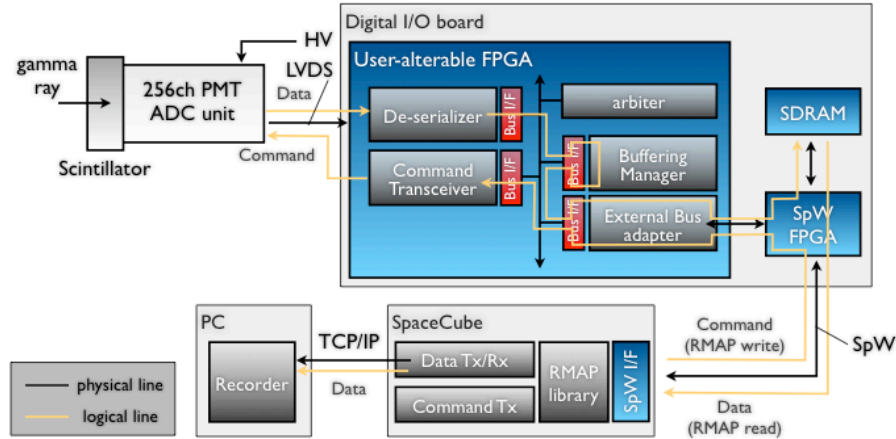 Digital I/O board
HV
LVDS
User-alterable FPGA
gamma
ray
256ch PMT
ADC unit
Data
De-serializer
Bus I/F
arbiter
SDRAM
Scintillator
Command
Command
Transceiver
Bus I/F
Bus I/F
Buffering
Manager
Bus I/F
External Bus
adapter
SpW
FPGA
PC
SpaceCube
TCP/IP
Command
(RMAP write)
SpW
Recorder
Data Tx/Rx
RMAP
library
SpW I/F
Data
Command Tx
Data
(RMAP read)
physical line
logical line